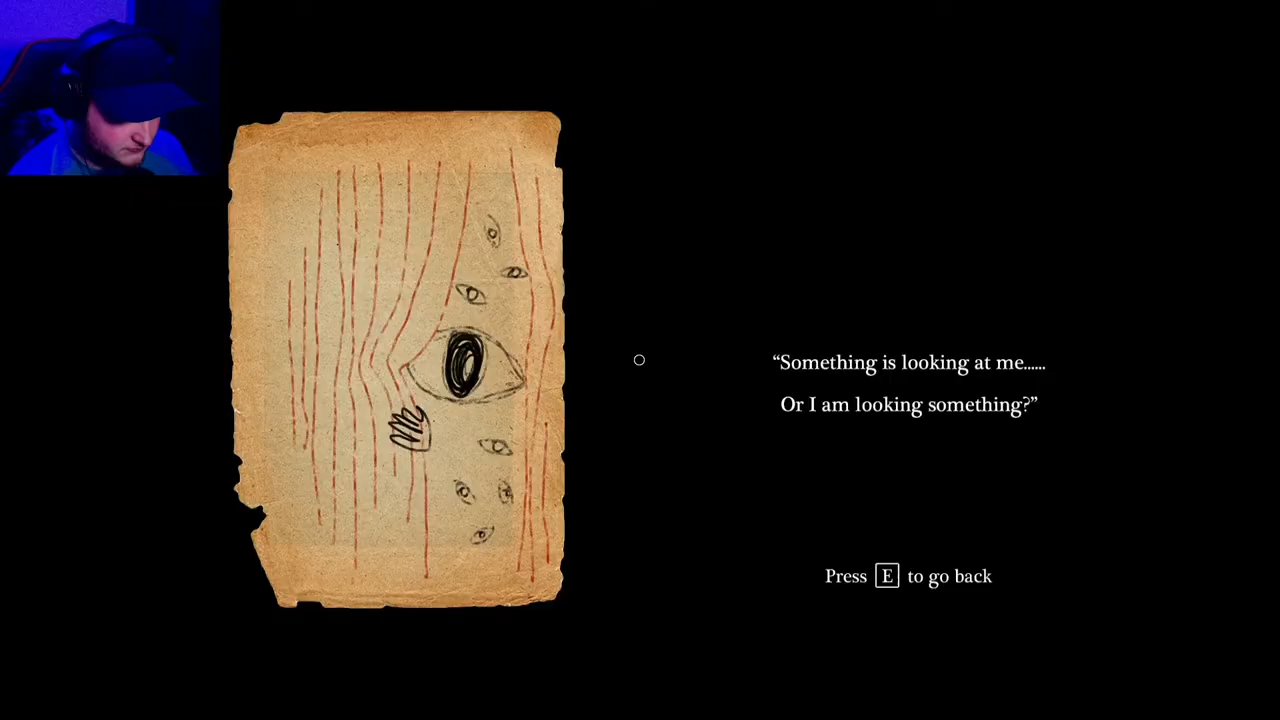 “Something is looking at me......
Or I am looking something?”
Press E to go back